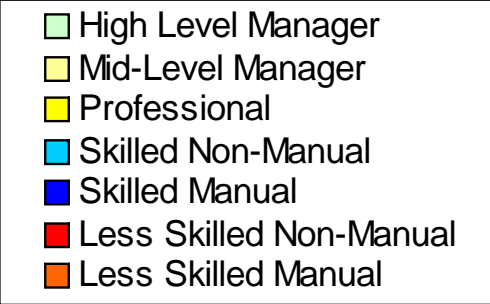 High Level Manager
Mid-Level Manager
Professional
Skilled Non-Manual
Skilled Manual
Less Skilled Non-Manual
Less Skilled Manual